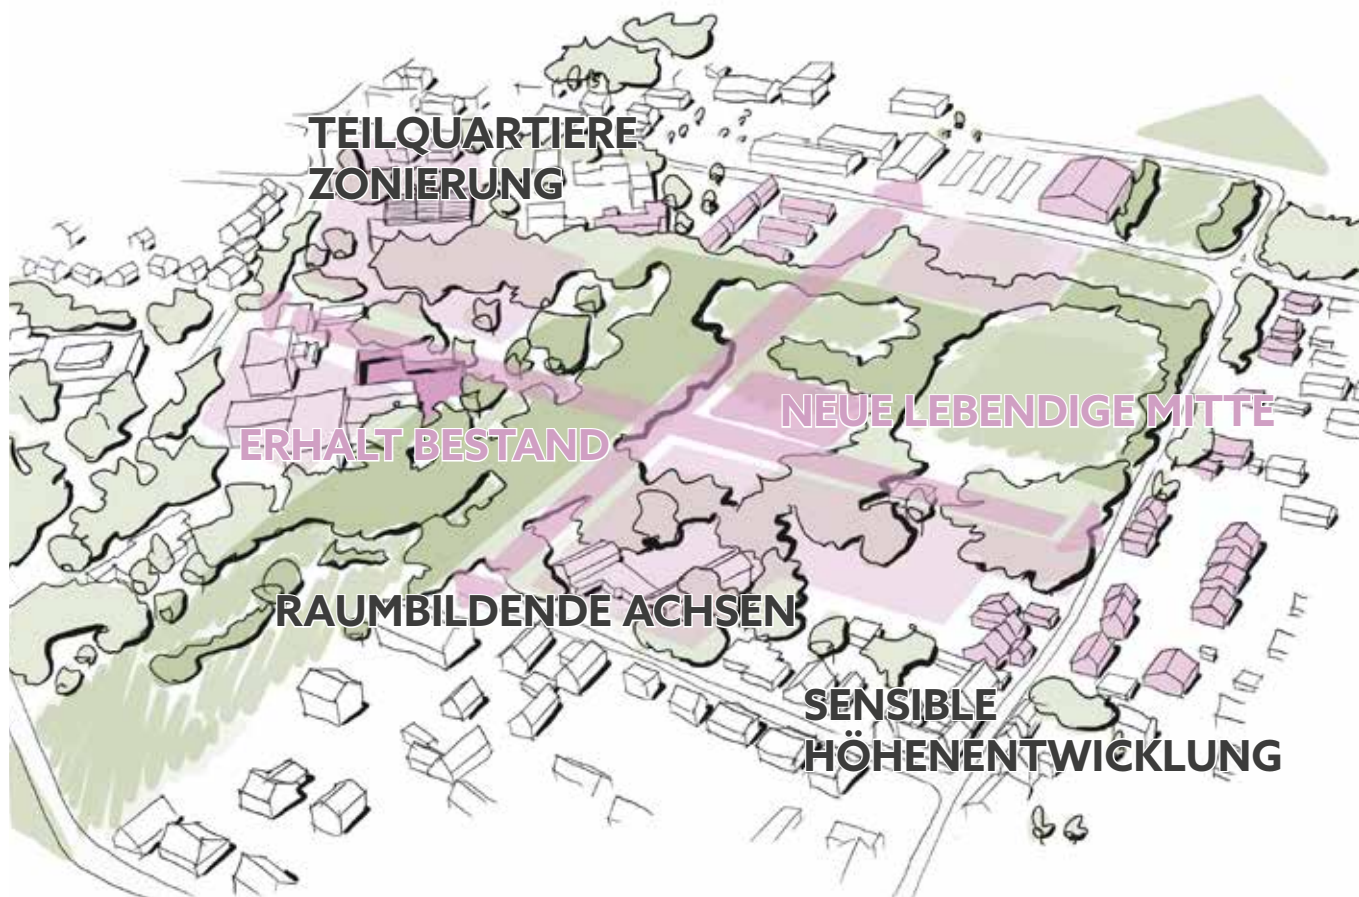 TEILQUARTIERE
ZONIERUNG
NEUE LEBENDIGE MITTE
ERHALT BESTAND
RAUMBILDENDE ACHSEN
SENSIBLE
HÖHENENTWICKLUNG